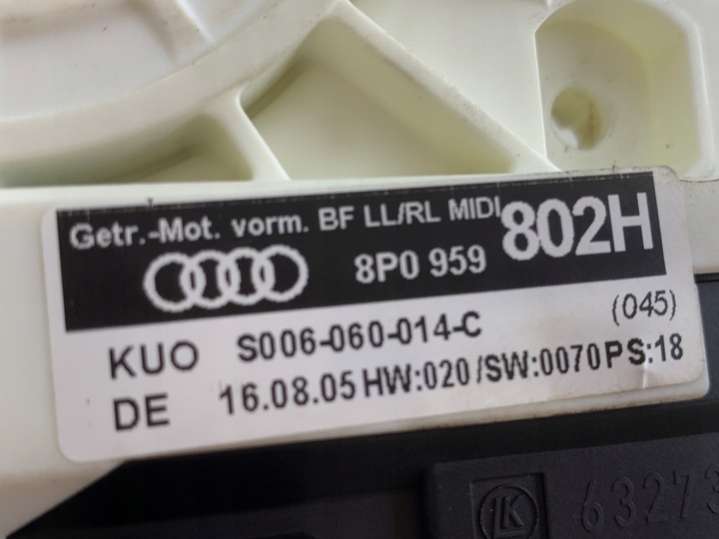 Getr.-Mot. vorm. BF LL/RL MIDI
8P0 959 802H
KUO S006-060-014-C (045)
DE 16.08.05 HW:020/SW:0070 PS:18
LK 63273